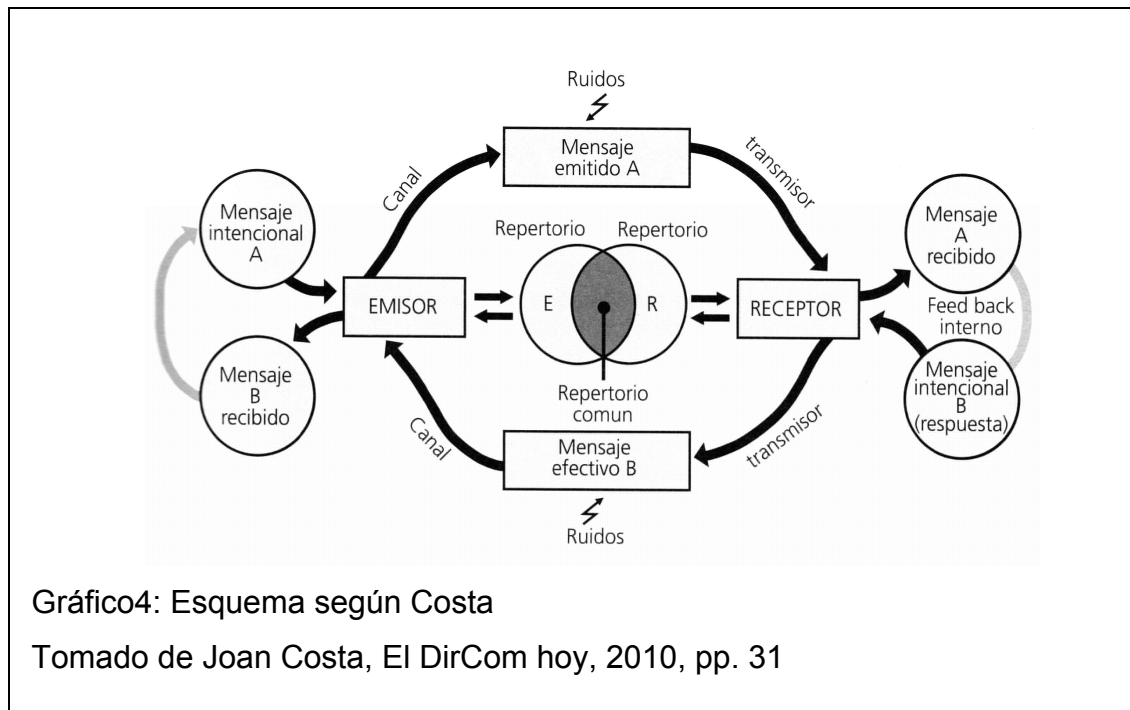 Ruidos
Mensaje
emitido A
Canal
transmisor
Mensaje
intencional
A
Repertorio
Repertorio
Mensaje
A
recibido
EMISOR
E
R
RECEPTOR
Feed back
interno
Mensaje
B
recibido
Repertorio
comun
Mensaje
intencional
B
(respuesta)
Canal
Mensaje
efectivo B
transmisor
Ruidos
Gráfico4: Esquema según Costa
Tomado de Joan Costa, El DirCom hoy, 2010, pp. 31